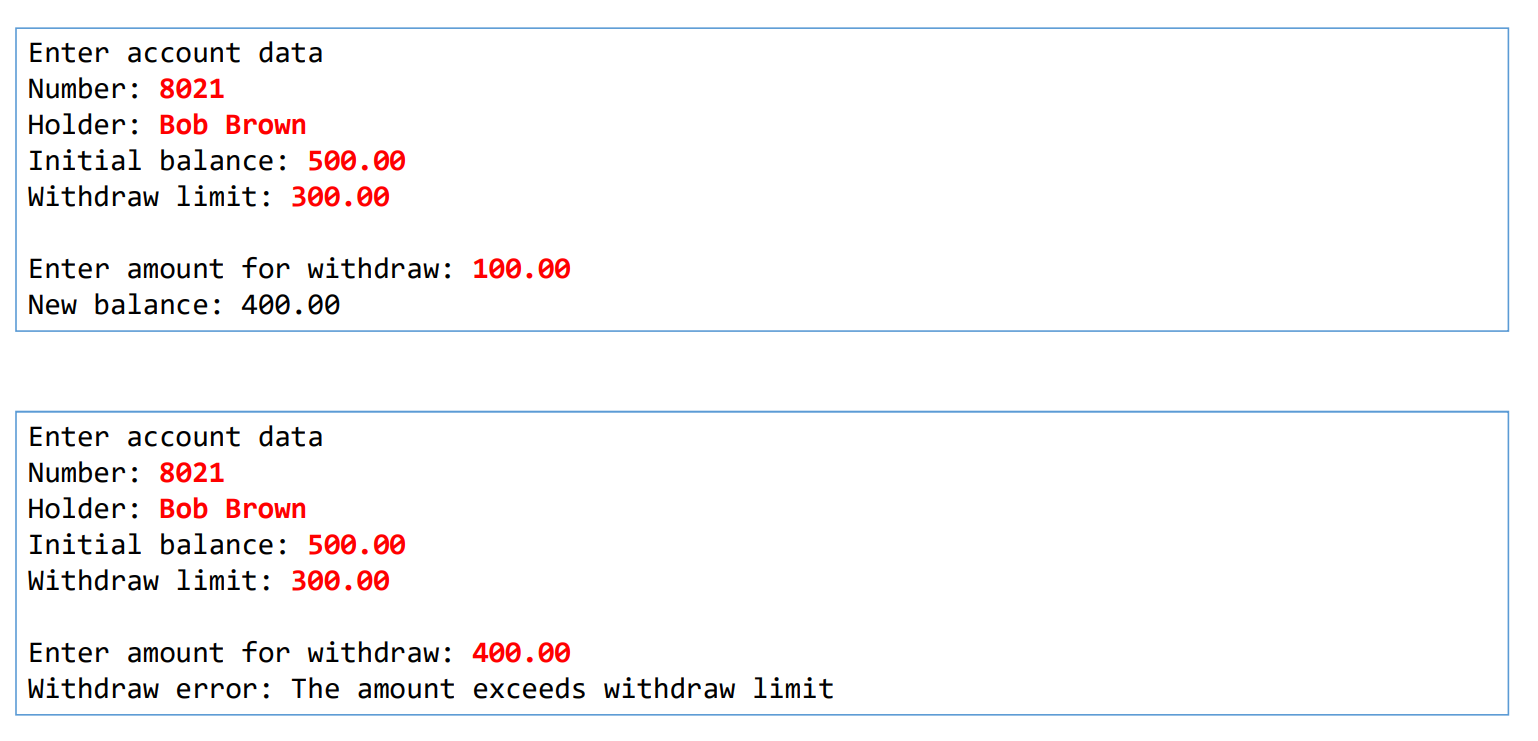 Enter account data
Number: 8021
Holder: Bob Brown
Initial balance: 500.00
Withdraw limit: 300.00
Enter amount for withdraw: 100.00
New balance: 400.00
Enter account data
Number: 8021
Holder: Bob Brown
Initial balance: 500.00
Withdraw limit: 300.00
Enter amount for withdraw: 400.00
Withdraw error: The amount exceeds withdraw limit